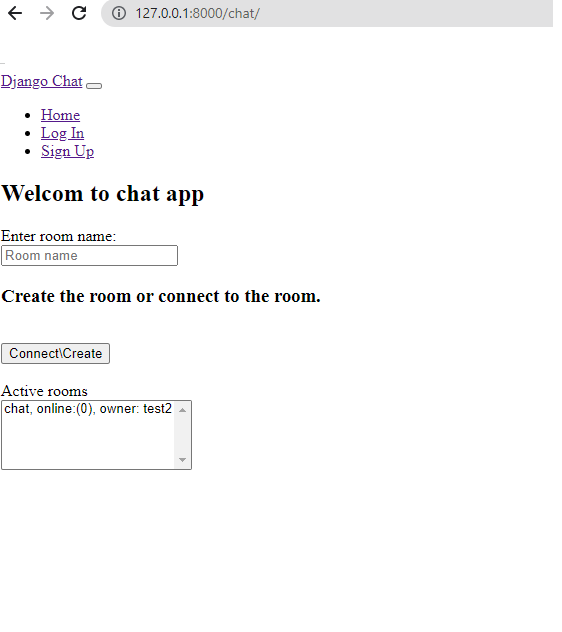 127.0.0.1:8000/chat/
Django Chat
Home
Log In
Sign Up
Welcom to chat app
Enter room name:
Room name
Create the room or connect to the room.
Connect\Create
Active rooms
chat, online:(0), owner: test2